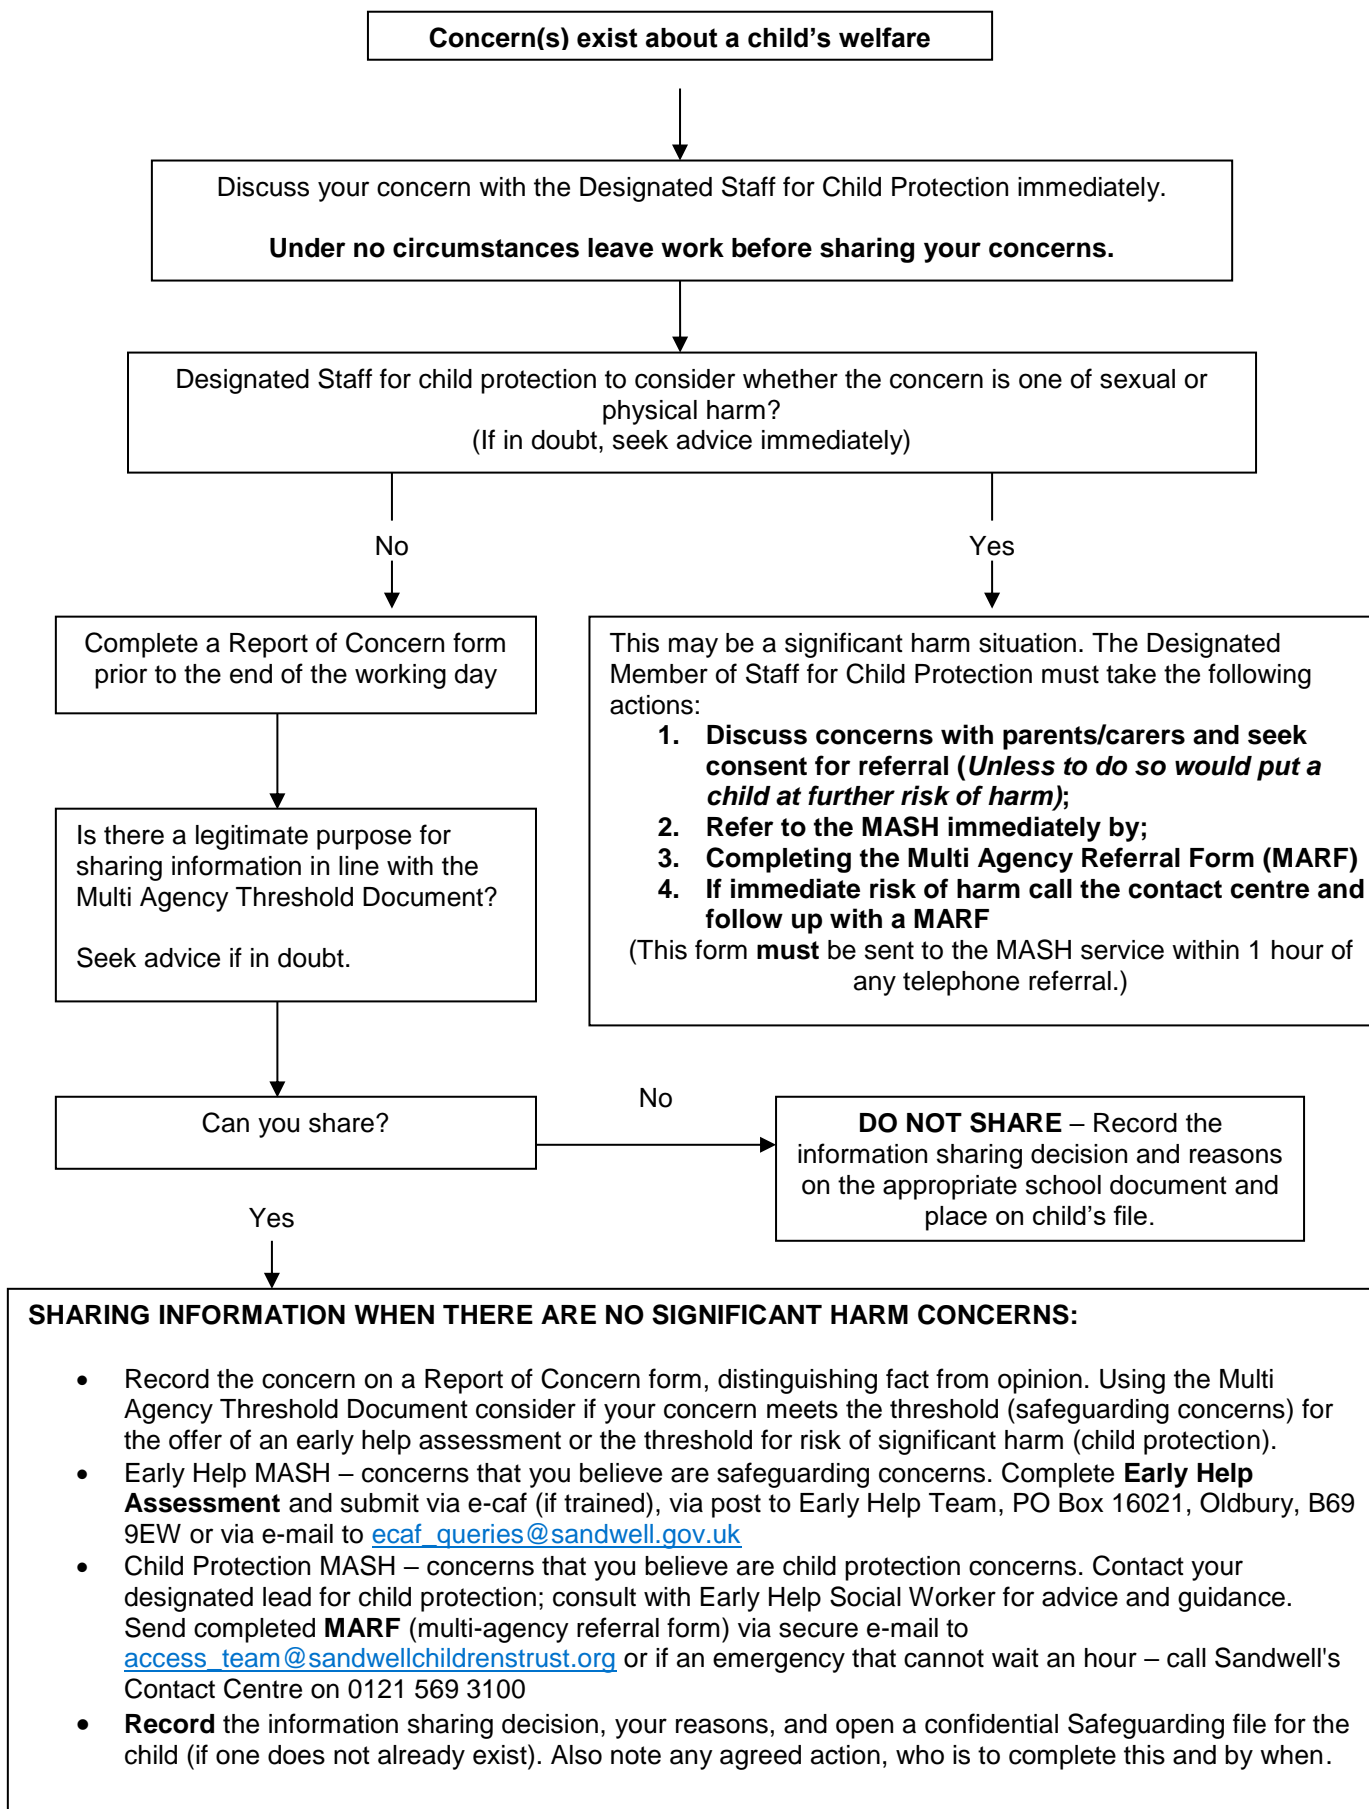 Concern(s) exist about a child’s welfare
Discuss your concern with the Designated Staff for Child Protection immediately.
Under no circumstances leave work before sharing your concerns.
Designated Staff for child protection to consider whether the concern is one of sexual or
physical harm?
(If in doubt, seek advice immediately)
No
Yes
Complete a Report of Concern form
prior to the end of the working day
This may be a significant harm situation. The Designated
Member of Staff for Child Protection must take the following
actions:
1. Discuss concerns with parents/carers and seek
consent for referral (Unless to do so would put a
child at further risk of harm);
2. Refer to the MASH immediately by;
3. Completing the Multi Agency Referral Form (MARF)
4. If immediate risk of harm call the contact centre and
follow up with a MARF
(This form must be sent to the MASH service within 1 hour of
any telephone referral.)
Is there a legitimate purpose for
sharing information in line with the
Multi Agency Threshold Document?
Seek advice if in doubt.
Can you share?
No
DO NOT SHARE – Record the
information sharing decision and reasons
on the appropriate school document and
place on child’s file.
Yes
SHARING INFORMATION WHEN THERE ARE NO SIGNIFICANT HARM CONCERNS:
• Record the concern on a Report of Concern form, distinguishing fact from opinion. Using the Multi
Agency Threshold Document consider if your concern meets the threshold (safeguarding concerns) for
the offer of an early help assessment or the threshold for risk of significant harm (child protection).
• Early Help MASH – concerns that you believe are safeguarding concerns. Complete Early Help
Assessment and submit via e-caf (if trained), via post to Early Help Team, PO Box 16021, Oldbury, B69
9EW or via e-mail to ecaf_queries@sandwell.gov.uk
• Child Protection MASH – concerns that you believe are child protection concerns. Contact your
designated lead for child protection; consult with Early Help Social Worker for advice and guidance.
Send completed MARF (multi-agency referral form) via secure e-mail to
access_team@sandwellchildrenstrust.org or if an emergency that cannot wait an hour – call Sandwell's
Contact Centre on 0121 569 3100
• Record the information sharing decision, your reasons, and open a confidential Safeguarding file for the
child (if one does not already exist). Also note any agreed action, who is to complete this and by when.